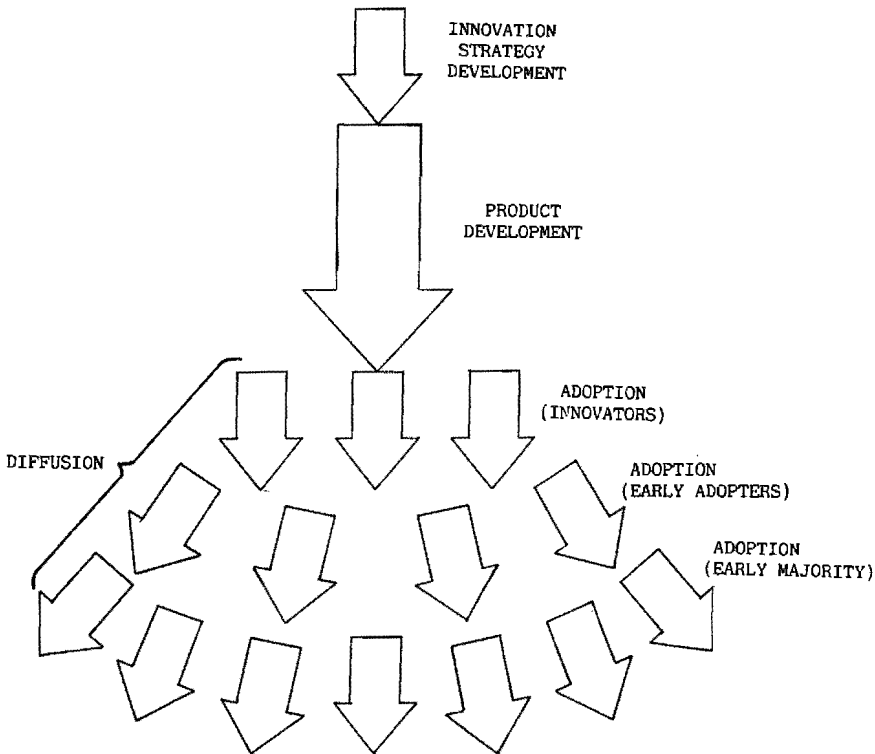 INNOVATION
STRATEGY
DEVELOPMENT
PRODUCT
DEVELOPMENT
ADOPTION
(INNOVATORS)
DIFFUSION
ADOPTION
(EARLY ADOPTERS)
ADOPTION
(EARLY MAJORITY)